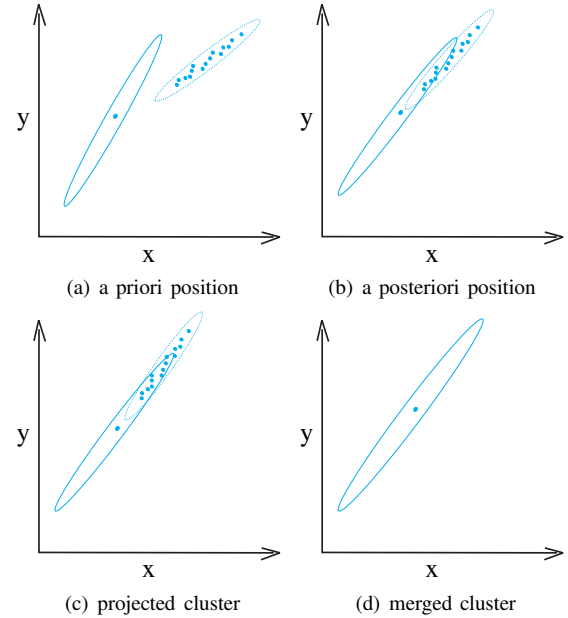 y
x
(a) a priori position
y
x
(b) a posteriori position
y
x
(c) projected cluster
y
x
(d) merged cluster